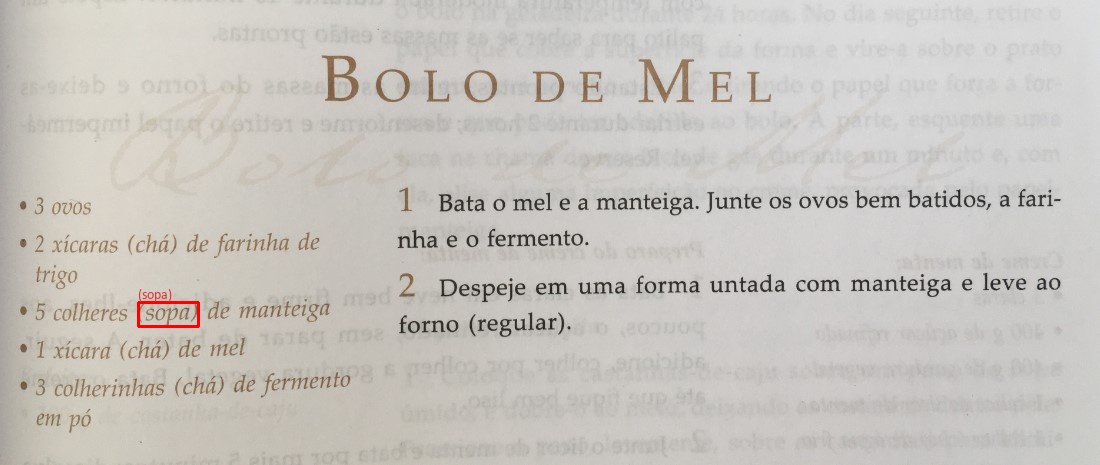 BOLO DE MEL
• 3 ovos
• 2 xícaras (chá) de farinha de
trigo
(sopa)
• 5 colheres (sopa) de manteiga
• 1 xícara (chá) de mel
• 3 colherinhas (chá) de fermento
em pó
1 Bata o mel e a manteiga. Junte os ovos bem batidos, a fari-
nha e o fermento.
2 Despeje em uma forma untada com manteiga e leve ao
forno (regular).